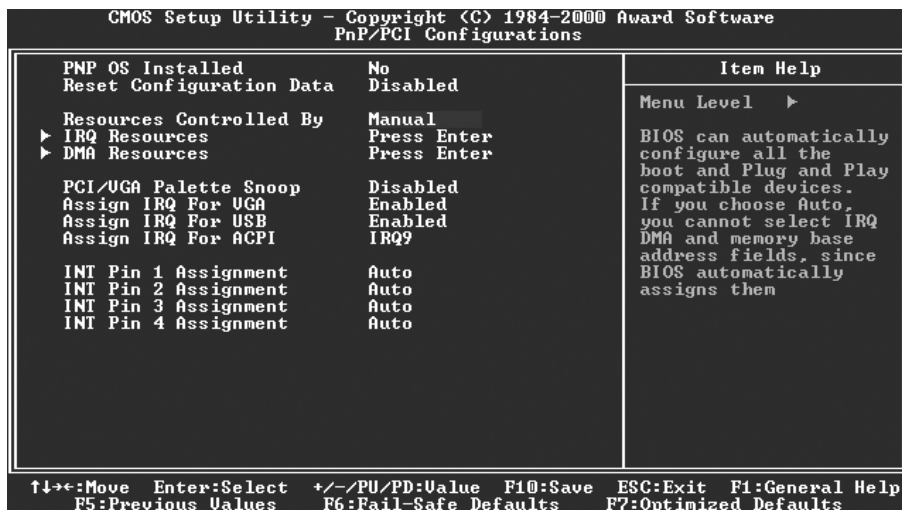 CMOS Setup Utility – Copyright (C) 1984-2000 Award Software
PnP/PCI Configurations
PNP OS Installed No
Reset Configuration Data Disabled
Resources Controlled By Manual
▶ IRQ Resources Press Enter
▶ DMA Resources Press Enter
PCI/VGA Palette Snoop Disabled
Assign IRQ For VGA Enabled
Assign IRQ For USB Enabled
Assign IRQ For ACPI IRQ9
INT Pin 1 Assignment Auto
INT Pin 2 Assignment Auto
INT Pin 3 Assignment Auto
INT Pin 4 Assignment Auto
Item Help
Menu Level ▶
BIOS can automatically
configure all the
boot and Plug and Play
compatible devices.
If you choose Auto,
you cannot select IRQ
DMA and memory base
address fields, since
BIOS automatically
assigns them
↑↓→←:Move Enter:Select +/-/PU/PD:Value F10:Save ESC:Exit F1:General Help
F5:Previous Values F6:Fail-Safe Defaults F7:Optimized Defaults